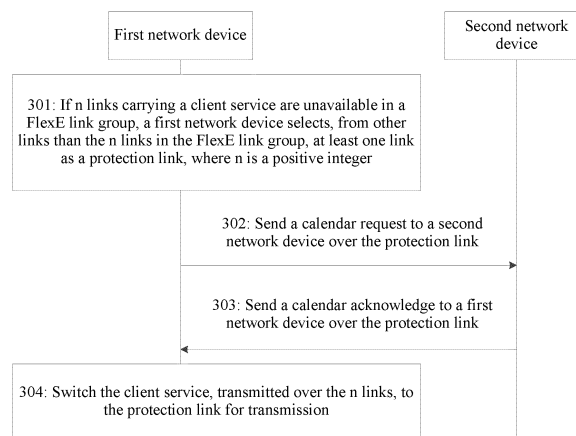 First network device
Second network
device
301: If n links carrying a client service are unavailable in a
FlexE link group, a first network device selects, from other
links than the n links in the FlexE link group, at least one link
as a protection link, where n is a positive integer
302: Send a calendar request to a second
network device over the protection link
303: Send a calendar acknowledge to a first
network device over the protection link
304: Switch the client service, transmitted over the n links, to
the protection link for transmission